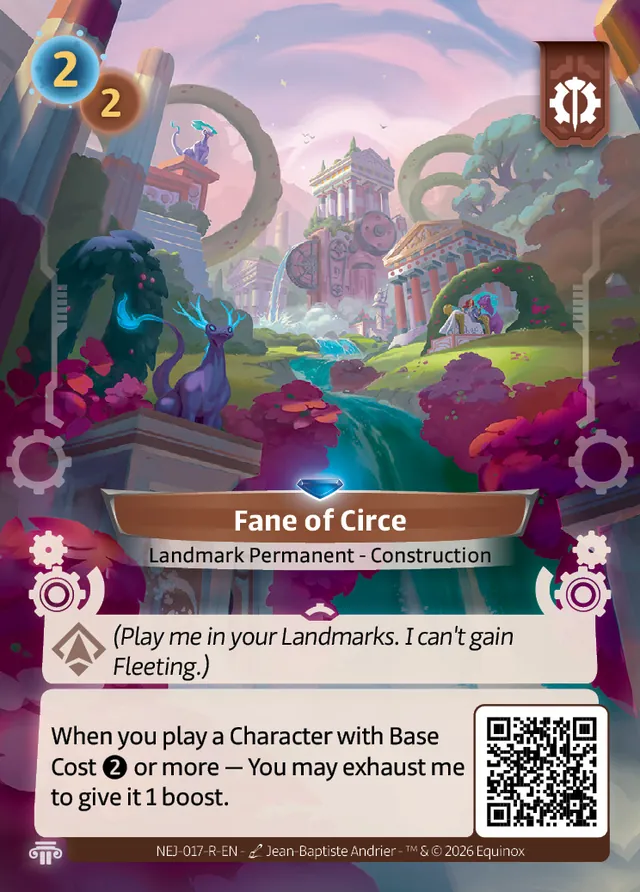 2
2
Fane of Circe
Landmark Permanent - Construction
(Play me in your Landmarks. I can't gain
Fleeting.)
When you play a Character with Base
Cost 2 or more — You may exhaust me
to give it 1 boost.
NEJ-017-R-EN - Jean-Baptiste Andrier - ™ & © 2026 Equinox